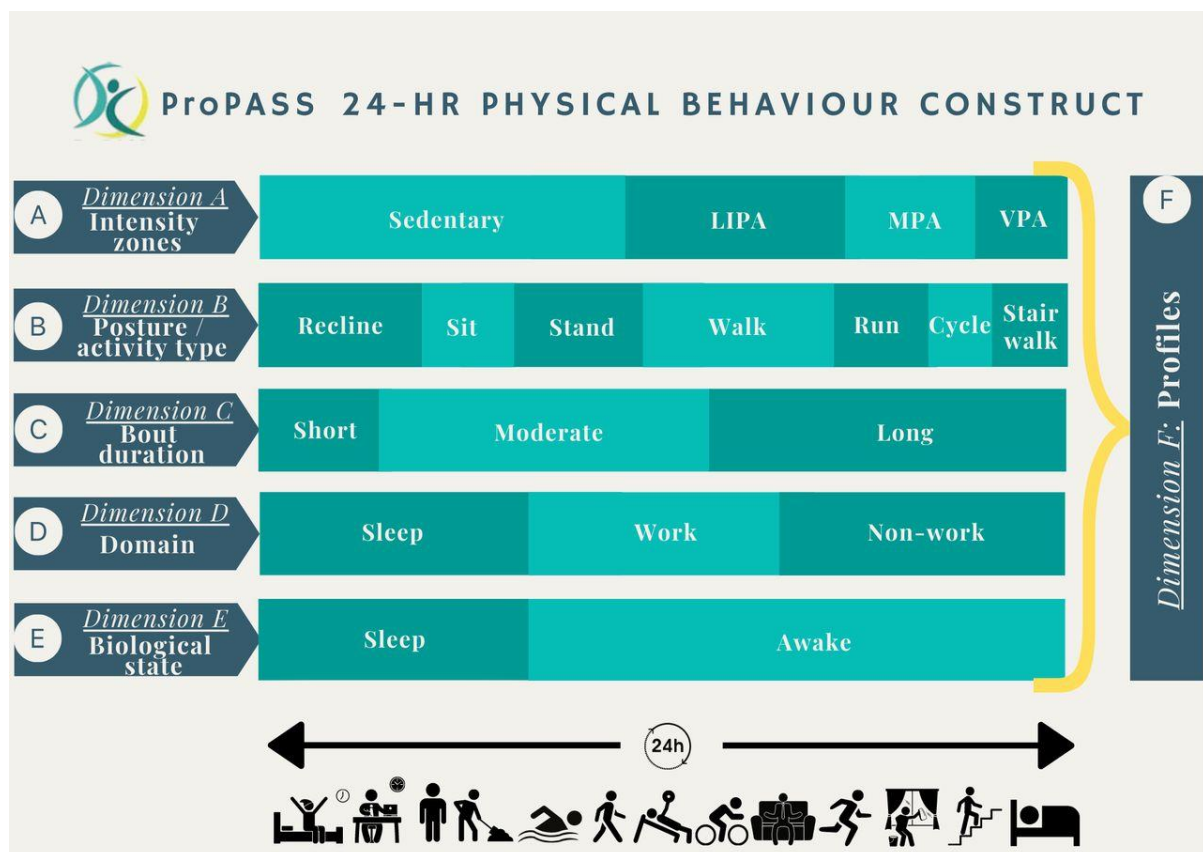 ProPASS 24-HR PHYSICAL BEHAVIOUR CONSTRUCT
A
Dimension A
Intensity
zones
Sedentary
LIPA
MPA
VPA
B
Dimension B
Posture /
activity type
Recline
Sit
Stand
Walk
Run
Cycle
Stair
walk
C
Dimension C
Bout
duration
Short
Moderate
Long
D
Dimension D
Domain
Sleep
Work
Non-work
E
Dimension E
Biological
state
Sleep
Awake
F
Dimension F: Profiles
24h